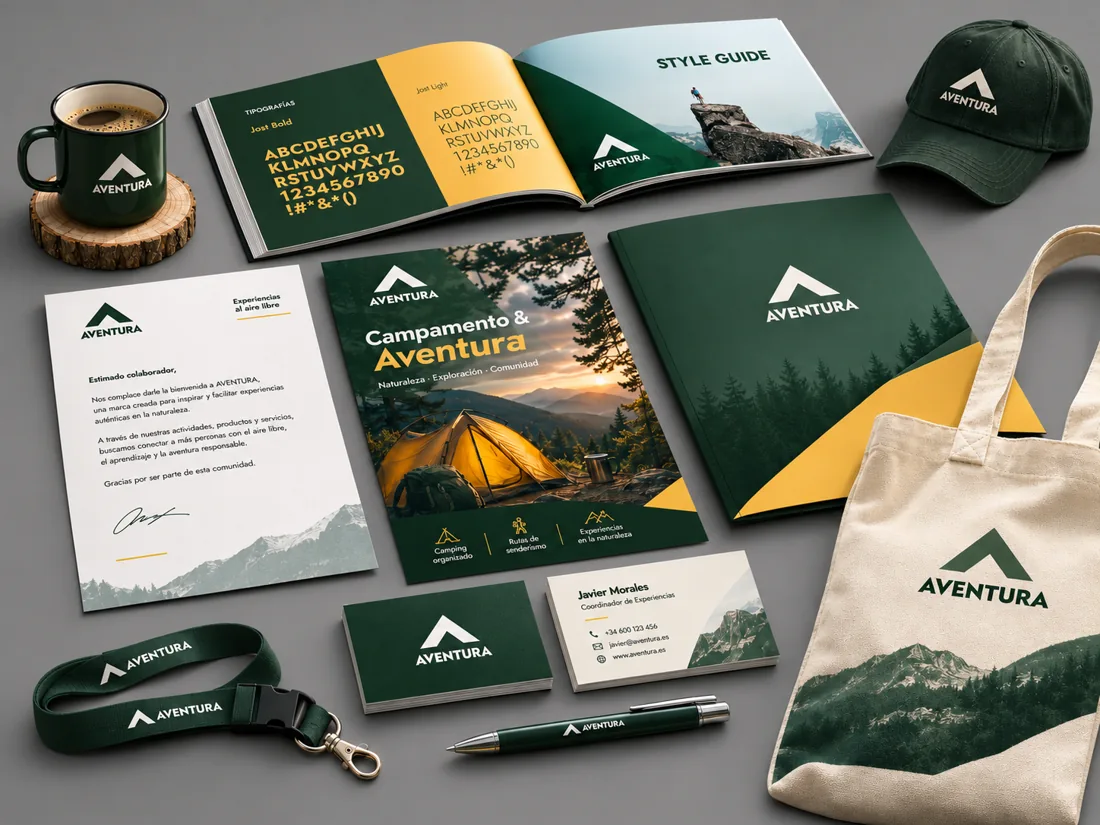 AVENTURA
TIPOGRAFÍAS
Jost Bold
ABCDEFGHIJ
KLMNOPQ
RSTUVWXYZ
1234567890
!#*&*()
Jost Light
ABCDEFGHIJ
KLMNOPQ
RSTUVWXYZ
1234567890
!#*&*()
STYLE GUIDE
AVENTURA
AVENTURA
AVENTURA
Experiencias
al aire libre
Estimado colaborador,
Nos complace darle la bienvenida a AVENTURA,
una marca creada para inspirar y facilitar experiencias
auténticas en la naturaleza.
A través de nuestras actividades, productos y servicios,
buscamos conectar a más personas con el aire libre,
el aprendizaje y la aventura responsable.
Gracias por ser parte de esta comunidad.
AVENTURA
Campamento &
Aventura
Naturaleza · Exploración · Comunidad
Camping
organizado
Rutas de
senderismo
Experiencias
en la naturaleza
AVENTURA
AVENTURA
AVENTURA
Javier Morales
Coordinador de Experiencias
+34 600 123 456
javier@aventura.es
www.aventura.es
AVENTURA
AVENTURA
AVENTURA